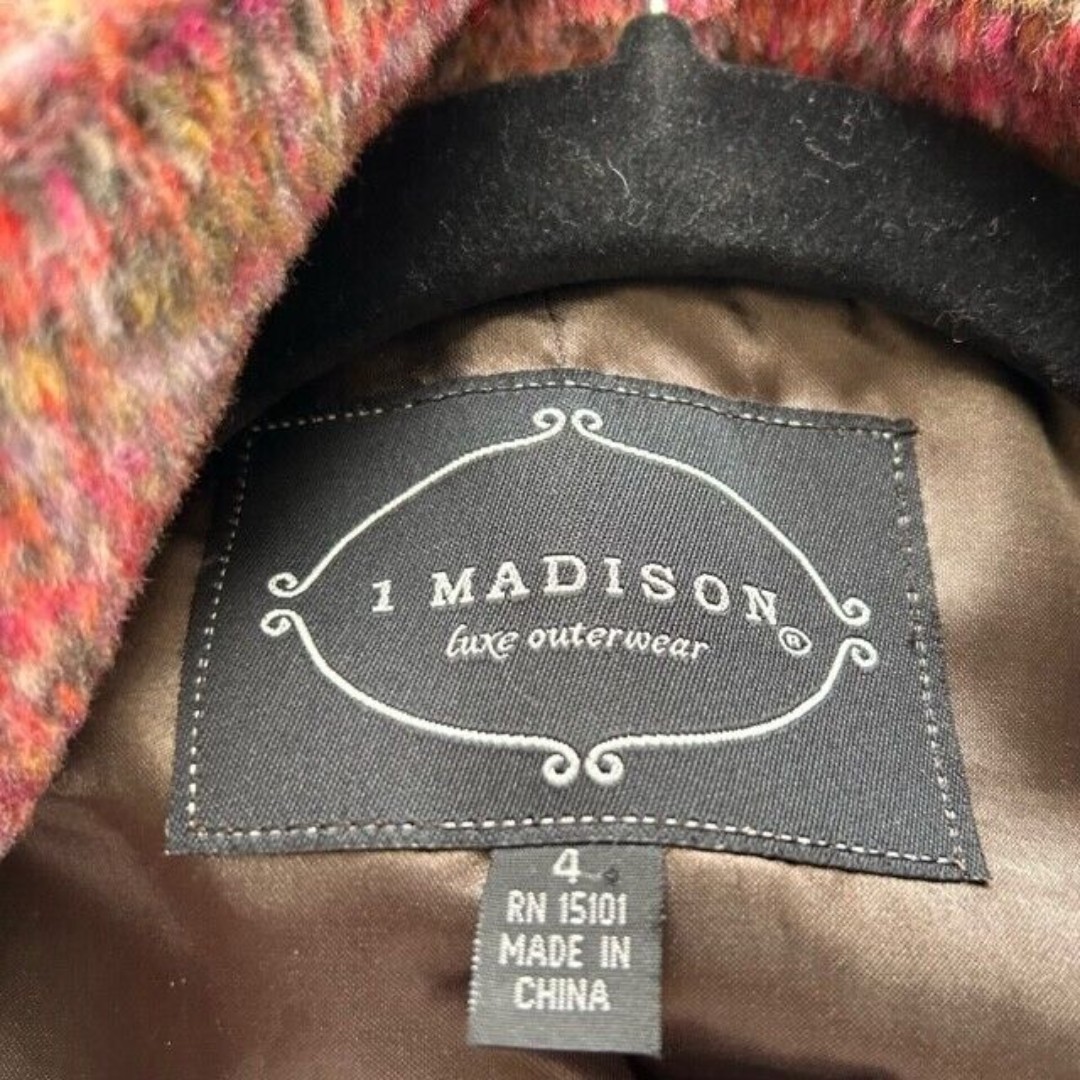 1 MADISON®
luxe outerwear
4
RN 15101
MADE IN
CHINA